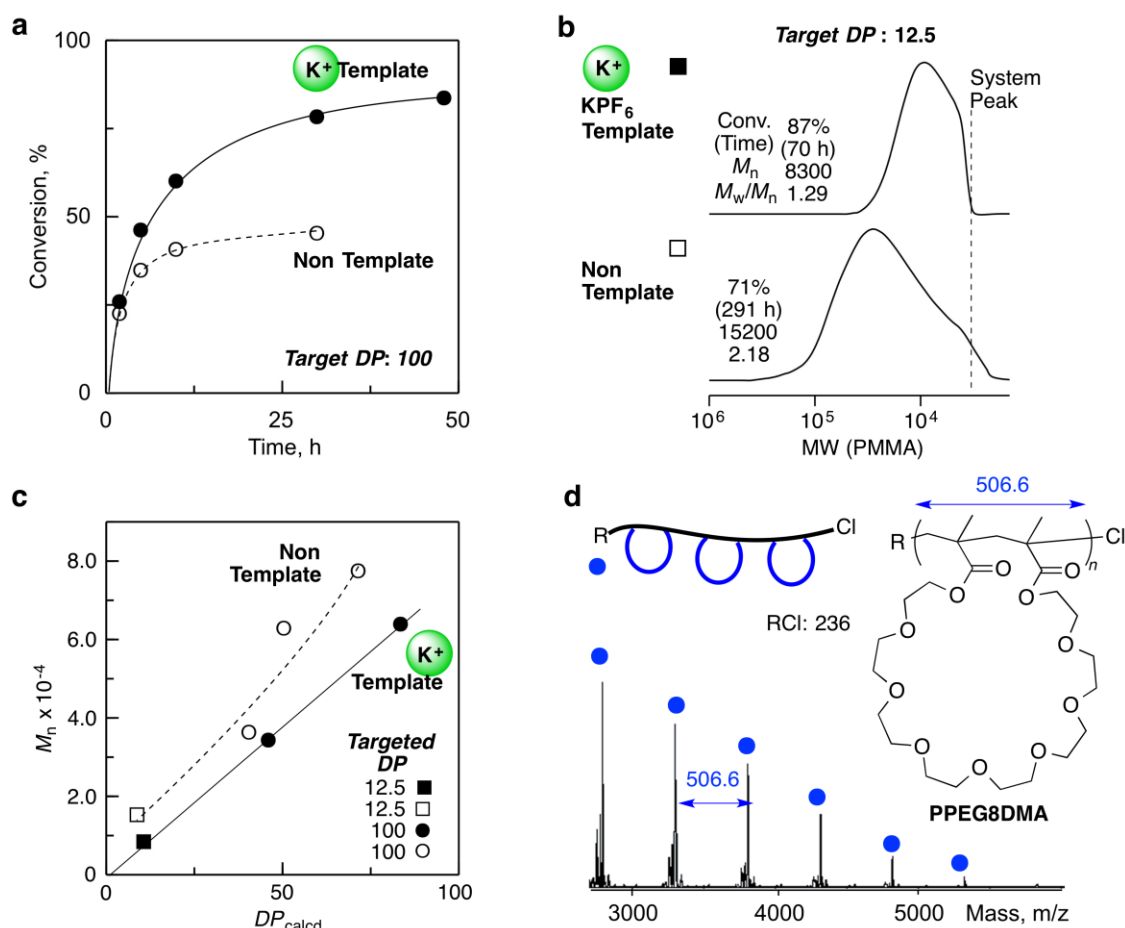 a
100
50
0
Conversion, %
K+ Template
Non Template
Target DP: 100
0
25
50
Time, h
b
Target DP : 12.5
K+
KPF6
Template
System
Peak
Conv. 87%
(Time) (70 h)
Mn 8300
Mw/Mn 1.29
Non
Template
71%
(291 h)
15200
2.18
10^6
10^5
10^4
MW (PMMA)
c
8.0
6.0
4.0
2.0
0
Mn x10^-4
Non
Template
K+
Template
Targeted
DP
12.5
12.5
100
100
0
50
100
DPcalcd
d
R
Cl
RCl: 236
506.6
R
Cl
n
O
O
O
O
O
O
O
O
O
O
O
PPEG8DMA
506.6
3000
4000
5000
Mass, m/z